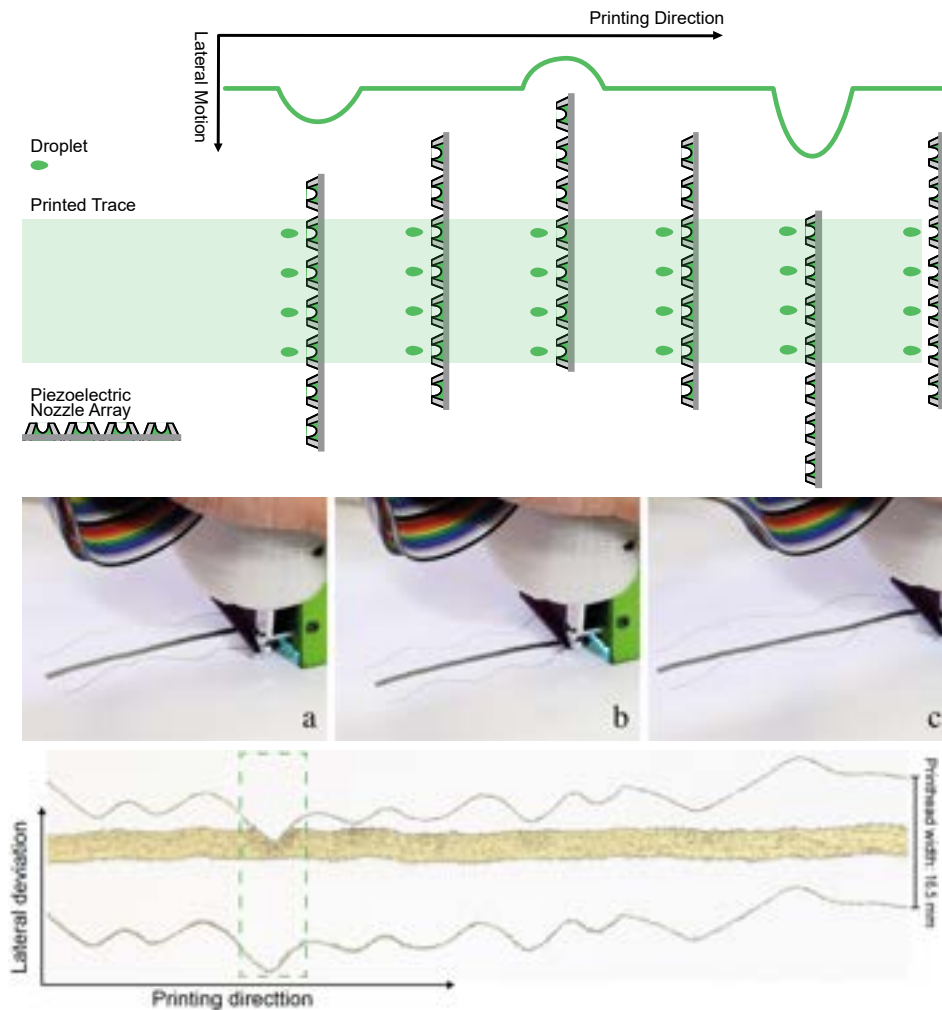 Printing Direction
Lateral Motion
Droplet
Printed Trace
Piezoelectric
Nozzle Array
a
b
c
Lateral deviation
Printhead width: 16.5 mm
Printing directtion